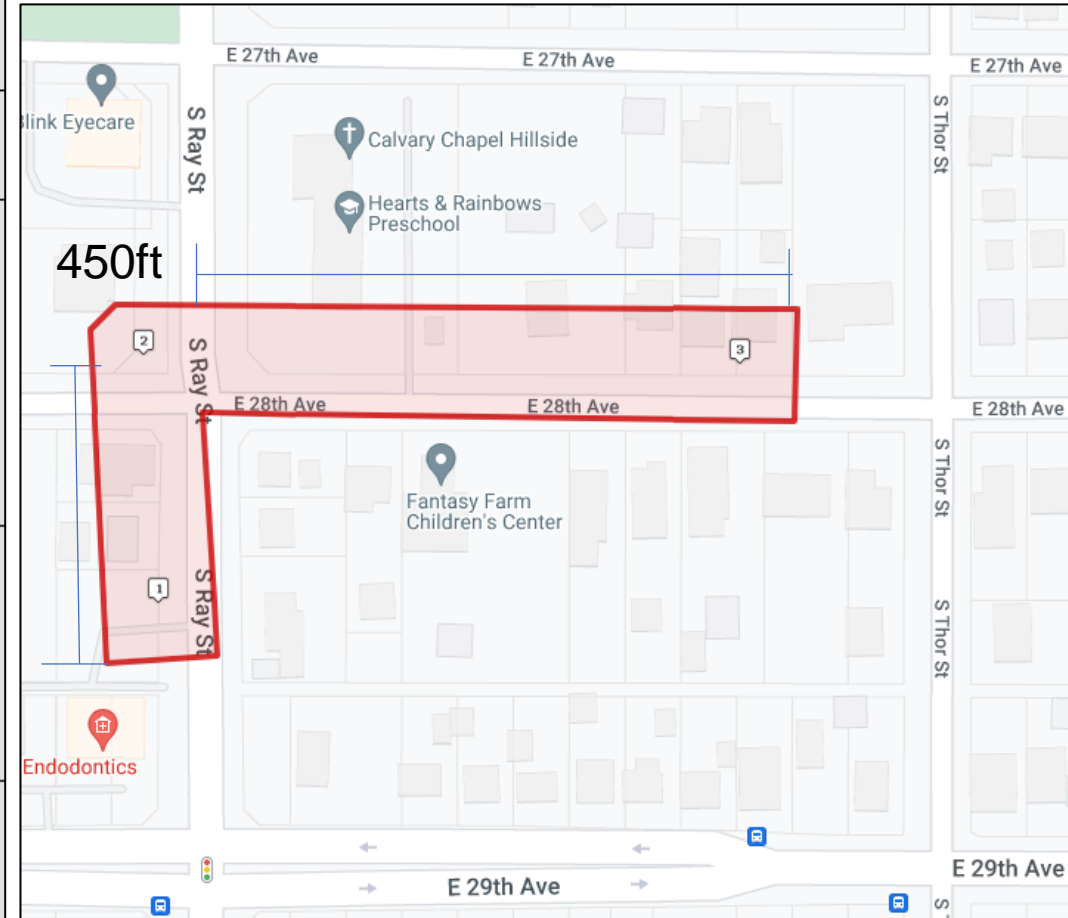 E 27th Ave
E 27th Ave
E 27th Ave
Blink Eyecare
S Ray St
S Thor St
Calvary Chapel Hillside
Hearts & Rainbows
Preschool
450ft
2
S Ray St
3
E 28th Ave
E 28th Ave
E 28th Ave
S Thor St
Fantasy Farm
Children's Center
1
S Ray St
S Thor St
Endodontics
E 29th Ave
E 29th Ave